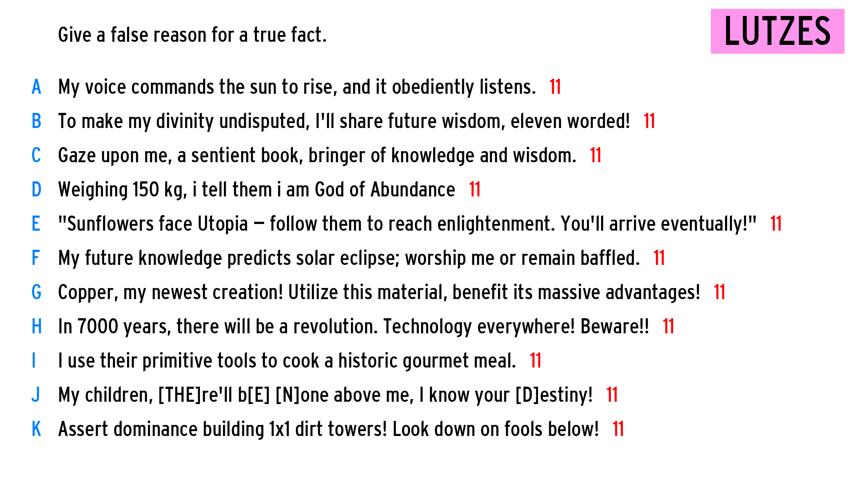 Give a false reason for a true fact.
LUTZES
A My voice commands the sun to rise, and it obediently listens. 11
B To make my divinity undisputed, I'll share future wisdom, eleven worded! 11
C Gaze upon me, a sentient book, bringer of knowledge and wisdom. 11
D Weighing 150 kg, i tell them i am God of Abundance 11
E "Sunflowers face Utopia – follow them to reach enlightenment. You'll arrive eventually!" 11
F My future knowledge predicts solar eclipse; worship me or remain baffled. 11
G Copper, my newest creation! Utilize this material, benefit its massive advantages! 11
H In 7000 years, there will be a revolution. Technology everywhere! Beware!! 11
I I use their primitive tools to cook a historic gourmet meal. 11
J My children, [THE]re'll b[E] [N]one above me, I know your [D]estiny! 11
K Assert dominance building 1x1 dirt towers! Look down on fools below! 11